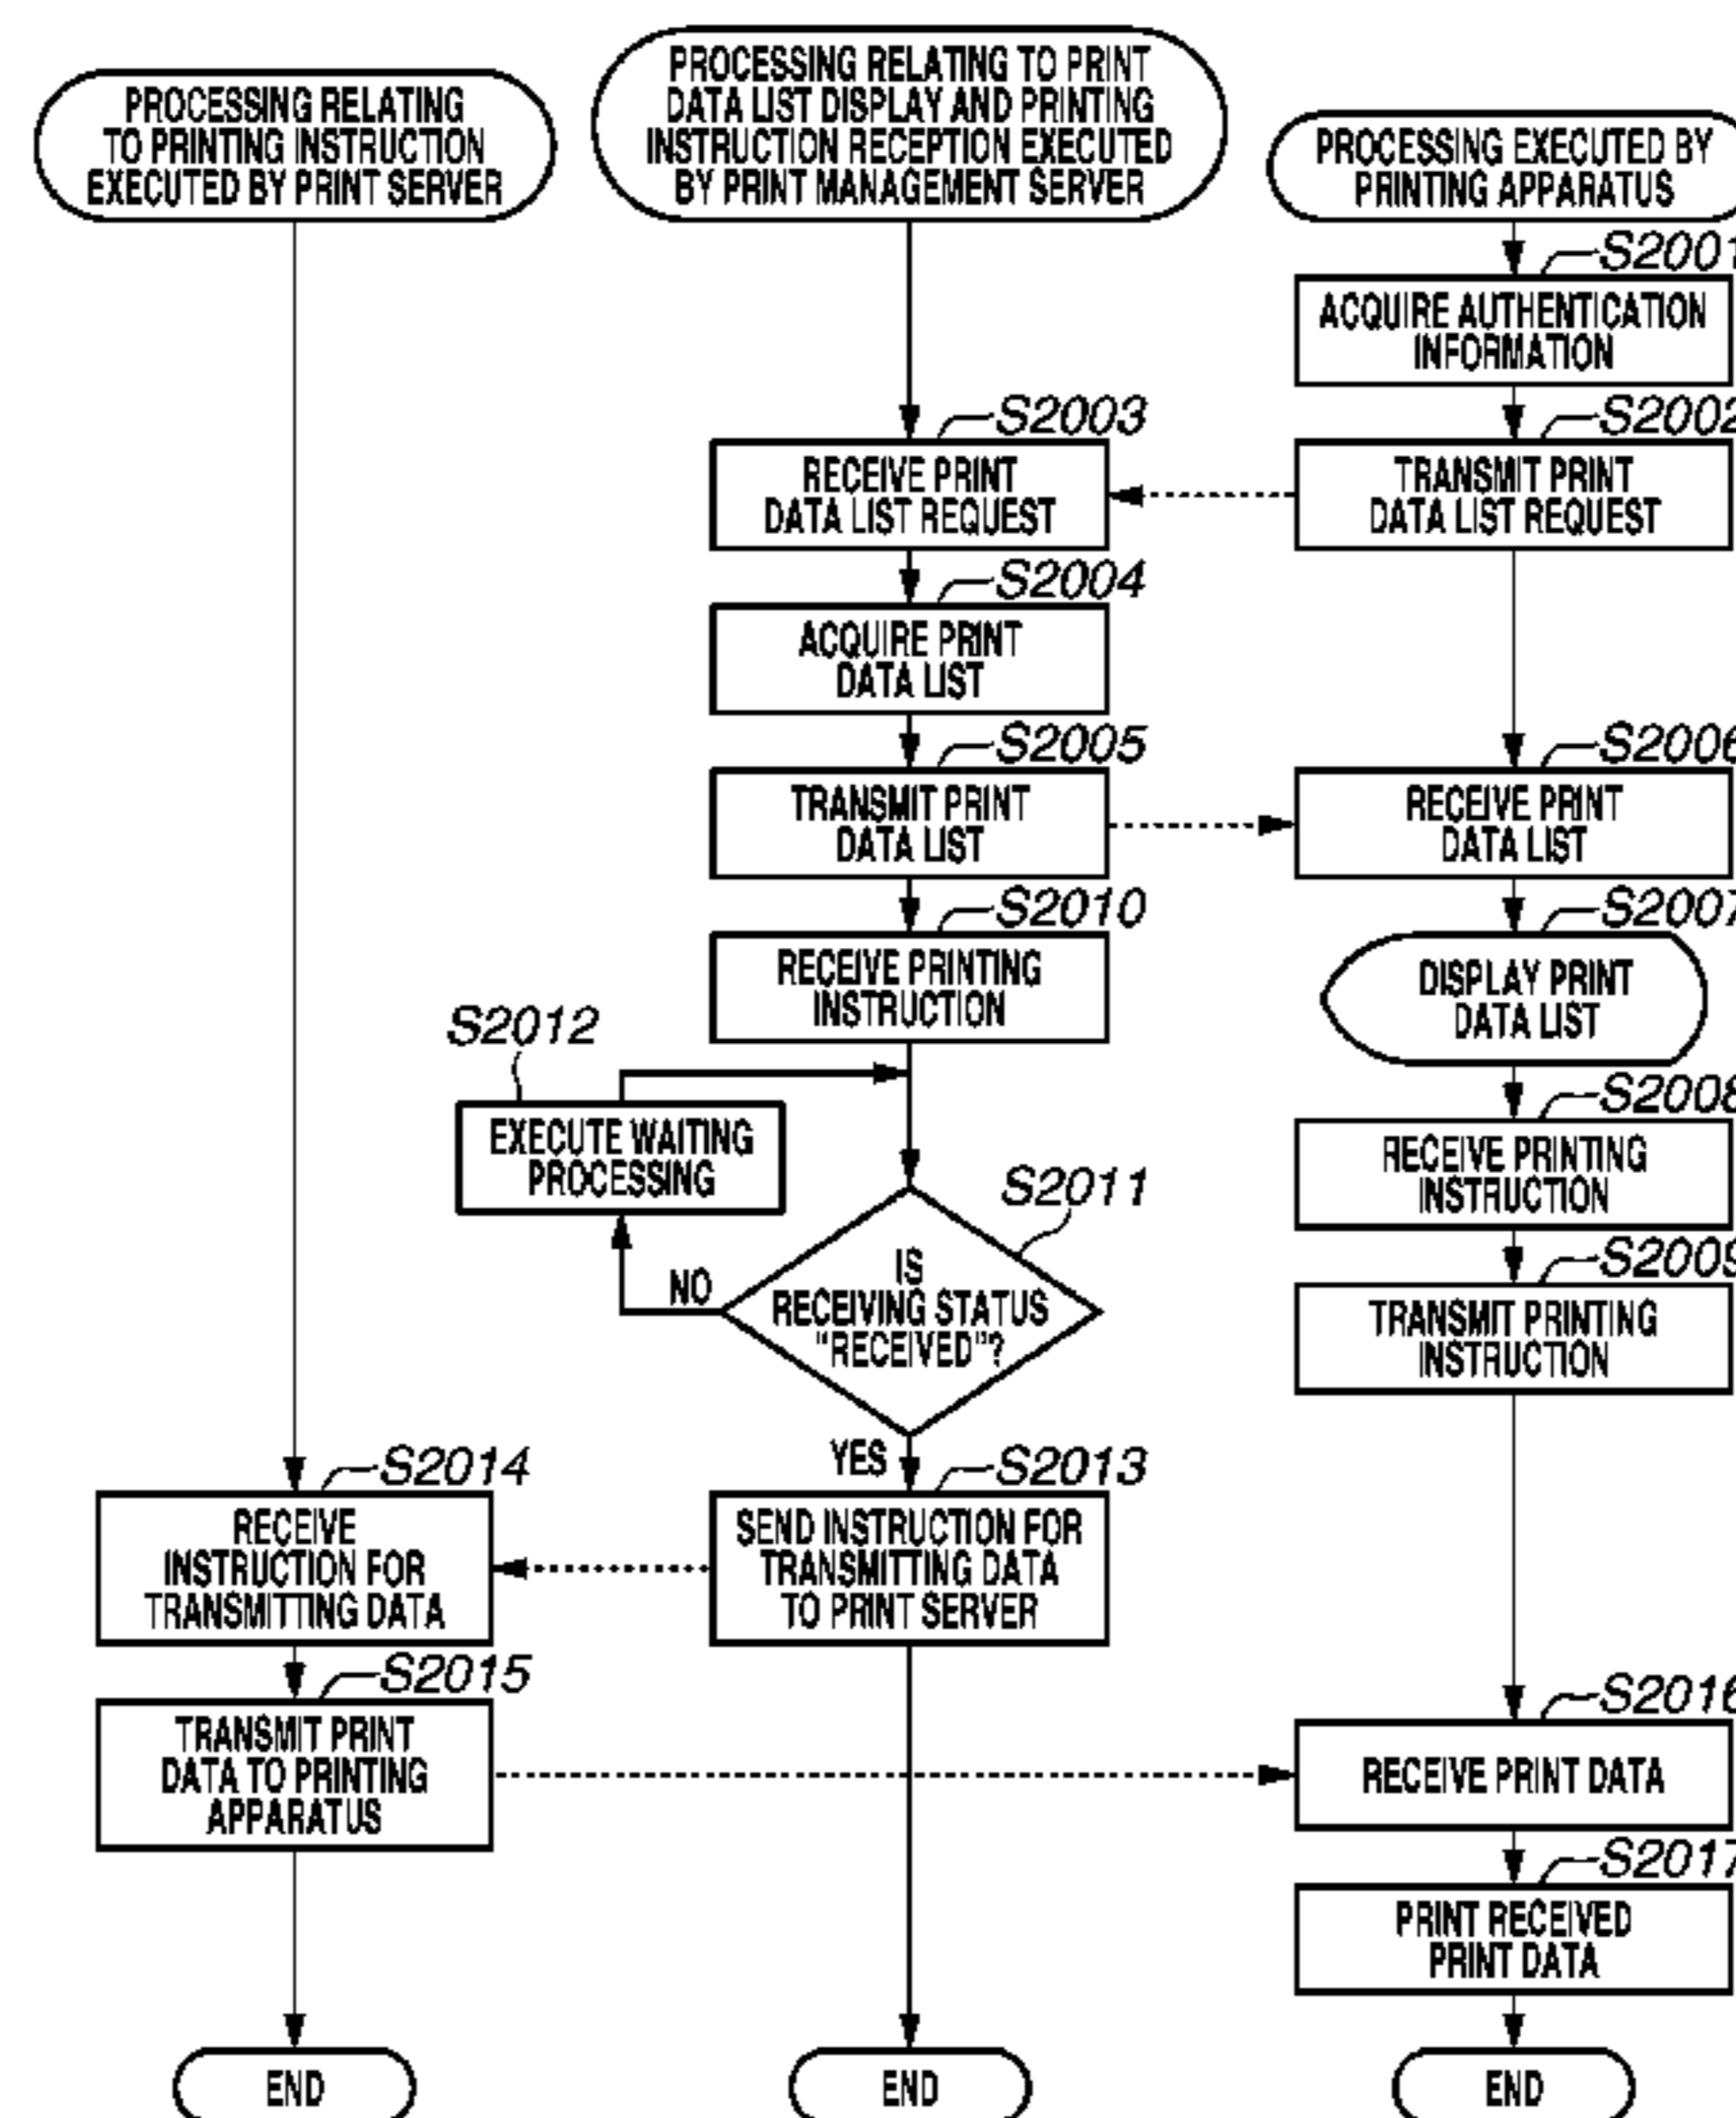 PROCESSING RELATING
TO PRINTING INSTRUCTION
EXECUTED BY PRINT SERVER
PROCESSING RELATING TO PRINT
DATA LIST DISPLAY AND PRINTING
INSTRUCTION RECEPTION EXECUTED
BY PRINT MANAGEMENT SERVER
PROCESSING EXECUTED BY
PRINTING APPARATUS
S2001
ACQUIRE AUTHENTICATION
INFORMATION
S2003
RECEIVE PRINT
DATA LIST REQUEST
S2002
TRANSMIT PRINT
DATA LIST REQUEST
S2004
ACQUIRE PRINT
DATA LIST
S2005
TRANSMIT PRINT
DATA LIST
S2006
RECEIVE PRINT
DATA LIST
S2010
RECEIVE PRINTING
INSTRUCTION
S2007
DISPLAY PRINT
DATA LIST
S2012
EXECUTE WAITING
PROCESSING
S2008
RECEIVE PRINTING
INSTRUCTION
S2011
IS
RECEIVING STATUS
"RECEIVED"?
NO
YES
S2009
TRANSMIT PRINTING
INSTRUCTION
S2014
RECEIVE
INSTRUCTION FOR
TRANSMITTING DATA
S2013
SEND INSTRUCTION FOR
TRANSMITTING DATA
TO PRINT SERVER
S2015
TRANSMIT PRINT
DATA TO PRINTING
APPARATUS
S2016
RECEIVE PRINT DATA
S2017
PRINT RECEIVED
PRINT DATA
END
END
END